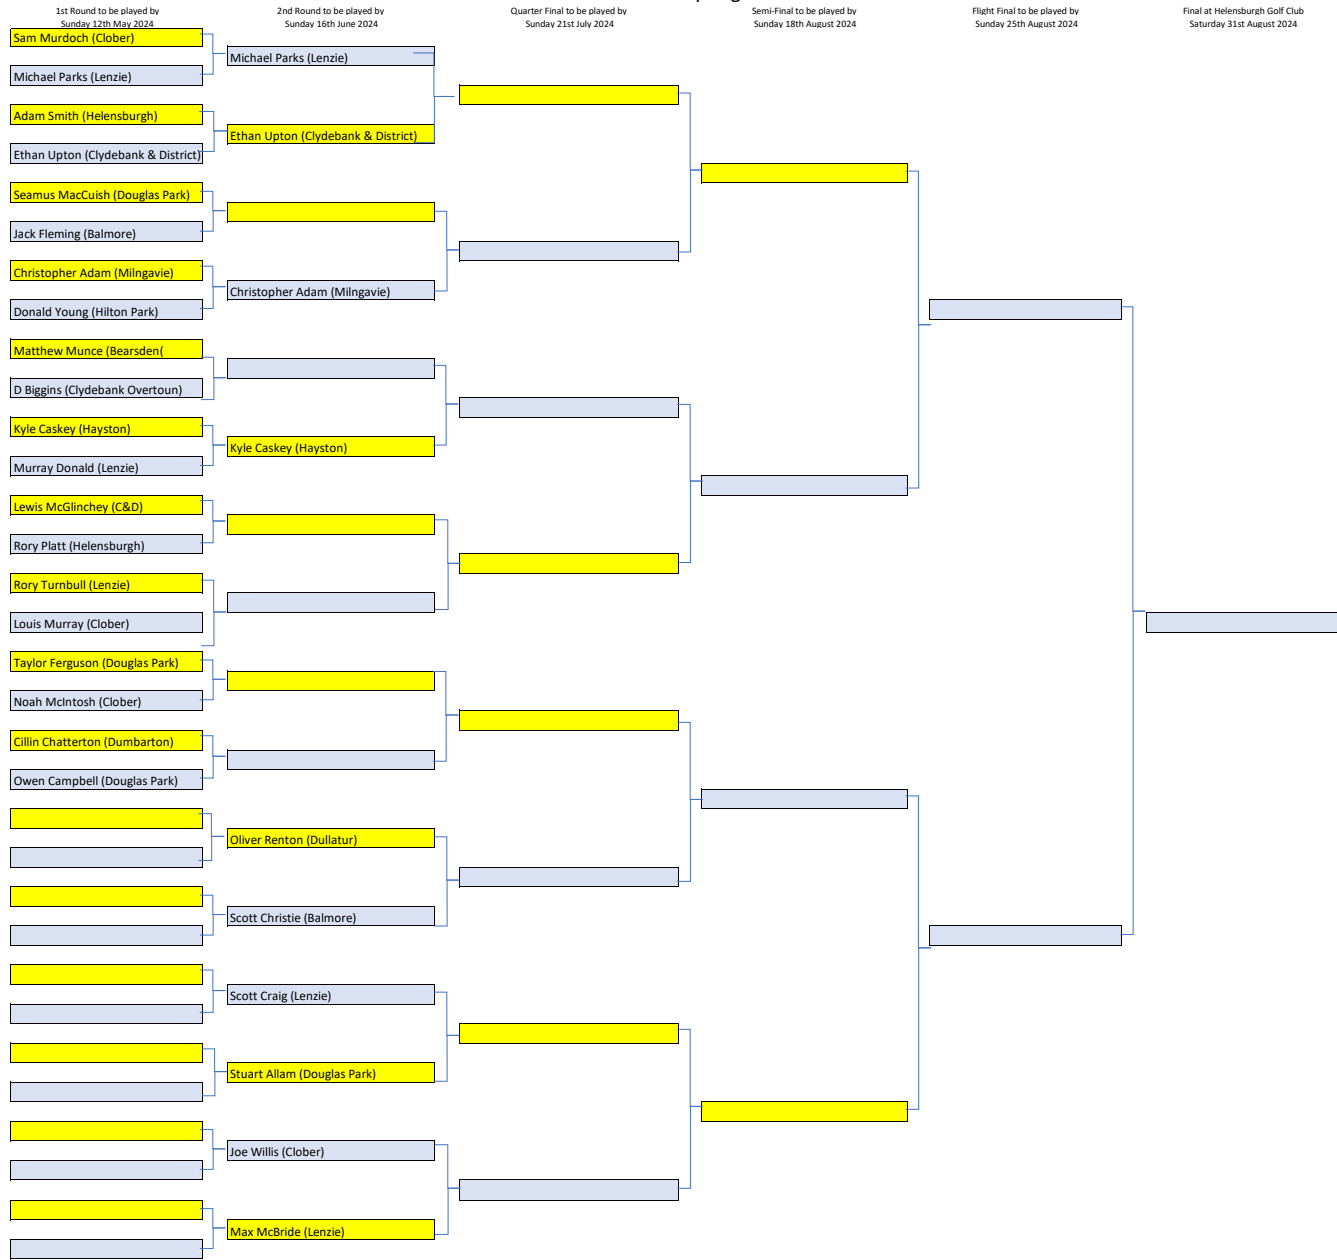 1st Round to be played by
Sunday 12th May 2024
2nd Round to be played by
Sunday 16th June 2024
Quarter Final to be played by
Sunday 21st July 2024
Semi-Final to be played by
Sunday 18th August 2024
Flight Final to be played by
Sunday 25th August 2024
Final at Helensburgh Golf Club
Saturday 31st August 2024
Sam Murdoch (Clober)
Michael Parks (Lenzie)
Adam Smith (Helensburgh)
Ethan Upton (Clydebank & District)
Seamus MacCuish (Douglas Park)
Jack Fleming (Balmore)
Christopher Adam (Milngavie)
Donald Young (Hilton Park)
Matthew Munce (Bearsden(
D Biggins (Clydebank Overtoun)
Kyle Caskey (Hayston)
Murray Donald (Lenzie)
Lewis McGlinchey (C&D)
Rory Platt (Helensburgh)
Rory Turnbull (Lenzie)
Louis Murray (Clober)
Taylor Ferguson (Douglas Park)
Noah McIntosh (Clober)
Cillin Chatterton (Dumbarton)
Owen Campbell (Douglas Park)
Michael Parks (Lenzie)
Ethan Upton (Clydebank & District)
Christopher Adam (Milngavie)
Kyle Caskey (Hayston)
Oliver Renton (Dullatur)
Scott Christie (Balmore)
Scott Craig (Lenzie)
Stuart Allam (Douglas Park)
Joe Willis (Clober)
Max McBride (Lenzie)